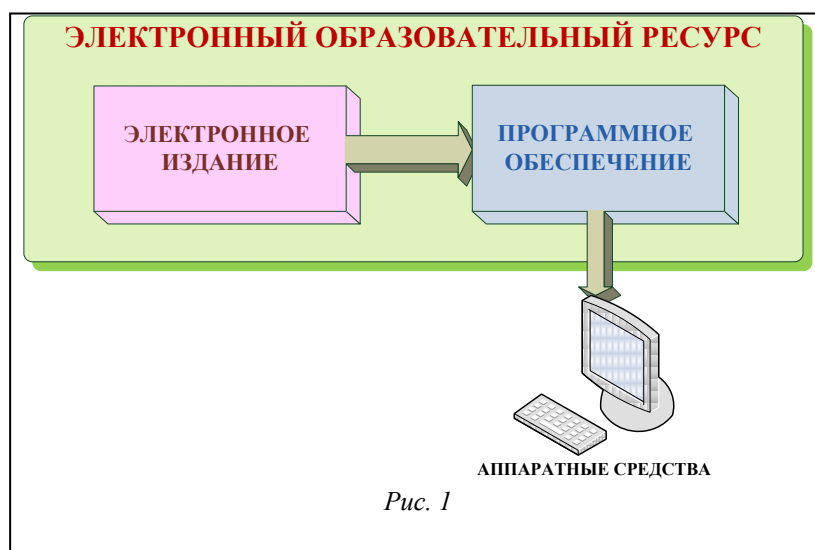 ЭЛЕКТРОННЫЙ ОБРАЗОВАТЕЛЬНЫЙ РЕСУРС
ЭЛЕКТРОННОЕ
ИЗДАНИЕ
ПРОГРАММНОЕ
ОБЕСПЕЧЕНИЕ
АППАРАТНЫЕ СРЕДСТВА
Рис. 1